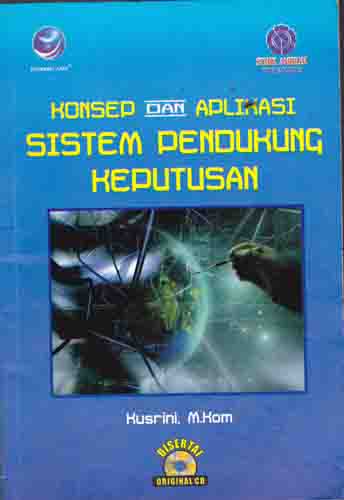 KONSEP DAN APLIKASI
SISTEM PENDUKUNG
KEPUTUSAN
Kusrini, M.Kom
DISERTAI
ORIGINAL CD